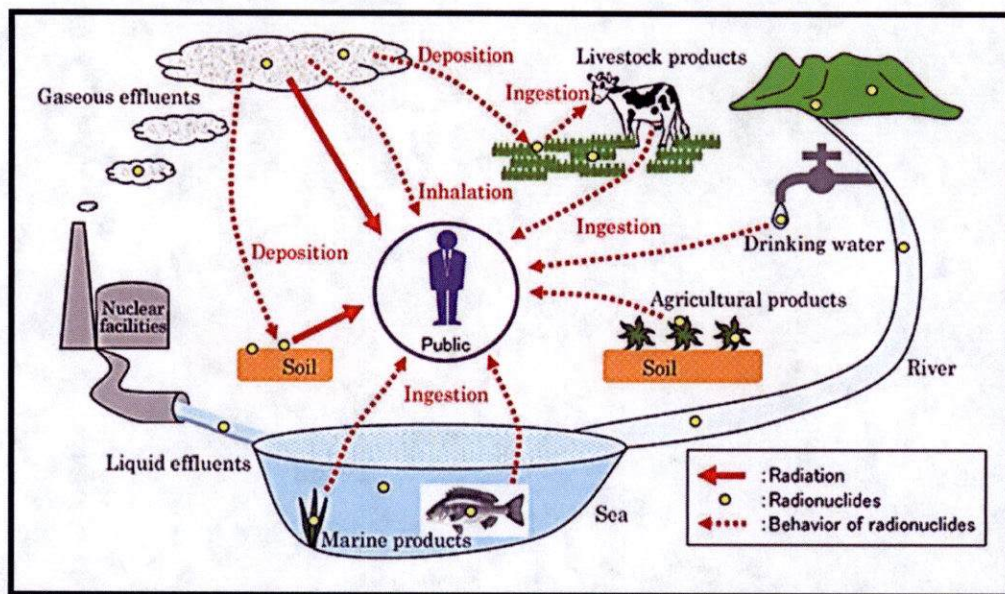 Deposition
Livestock products
Gaseous effluents
Ingestion
Inhalation
Ingestion
Deposition
Drinking water
Nuclear
facilities
Agricultural products
Public
Soil
Soil
River
Ingestion
Liquid effluents
:Radiation
:Radionuclides
Sea
:Behavior of radionuclides
Marine products